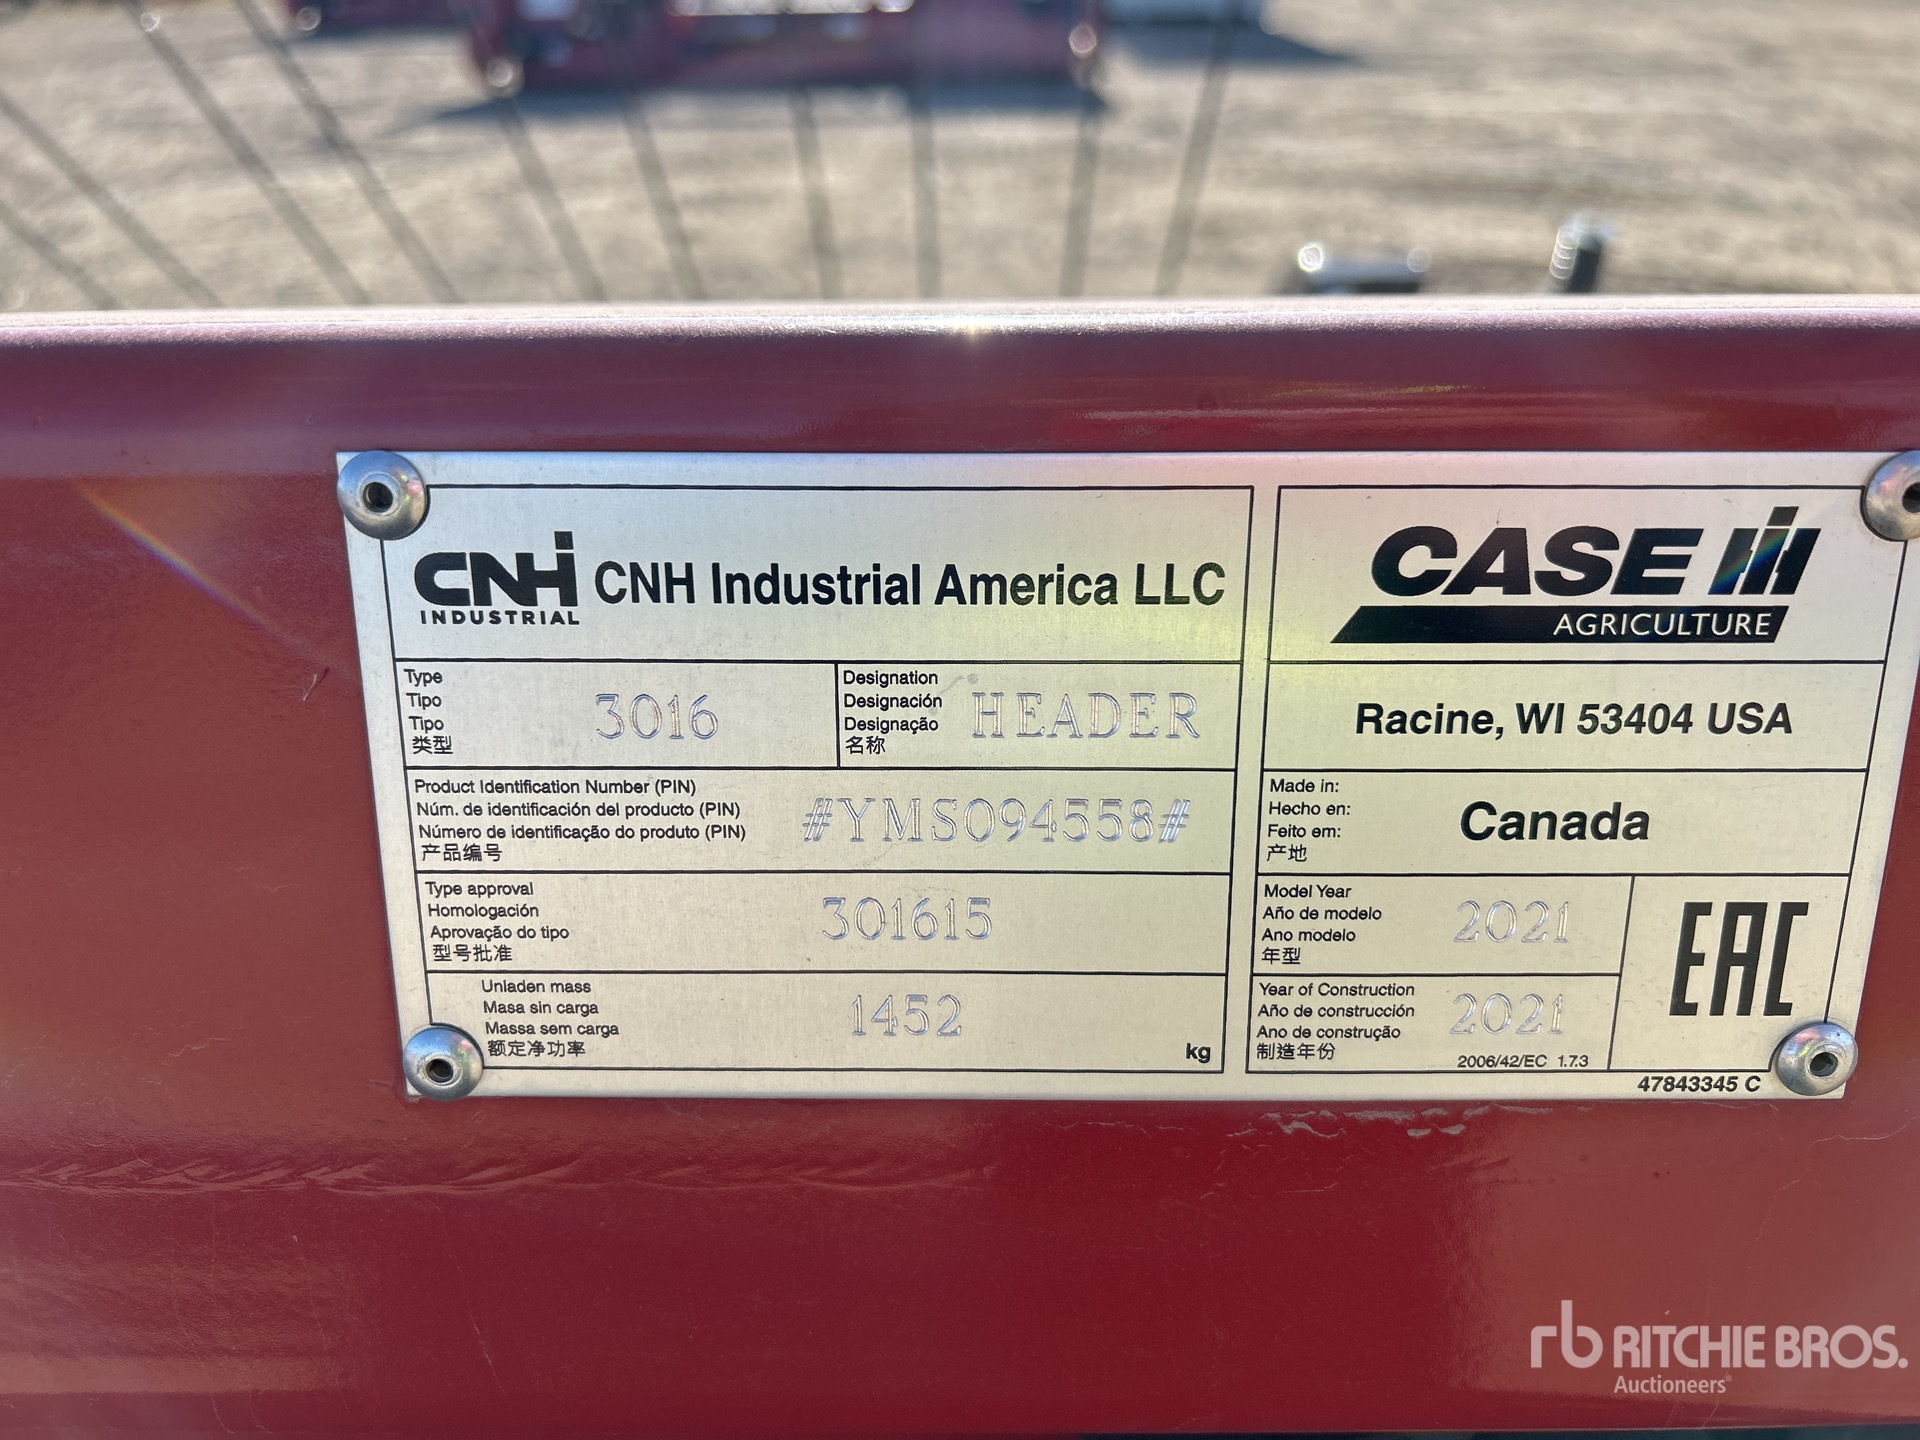 CNH
INDUSTRIAL
CNH Industrial America LLC
CASE IH
AGRICULTURE
Type
Tipo
Tipo
类型
3016
Designation
Designación
Designação
名称
HEADER
Racine, WI 53404 USA
Product Identification Number (PIN)
Núm. de identificación del producto (PIN)
Número de identificação do produto (PIN)
产品编号
#YMS094558#
Made in:
Hecho en:
Feito em:
产地
Canada
Type approval
Homologación
Aprovação do tipo
型号批准
301615
Model Year
Año de modelo
Ano modelo
年型
2021
EAC
Unladen mass
Masa sin carga
Massa sem carga
额定净功率
1452
kg
Year of Construction
Año de construcción
Ano de construção
制造年份
2021
2006/42/EC 1.7.3
47843345 C
rb RITCHIE BROS.
Auctioneers